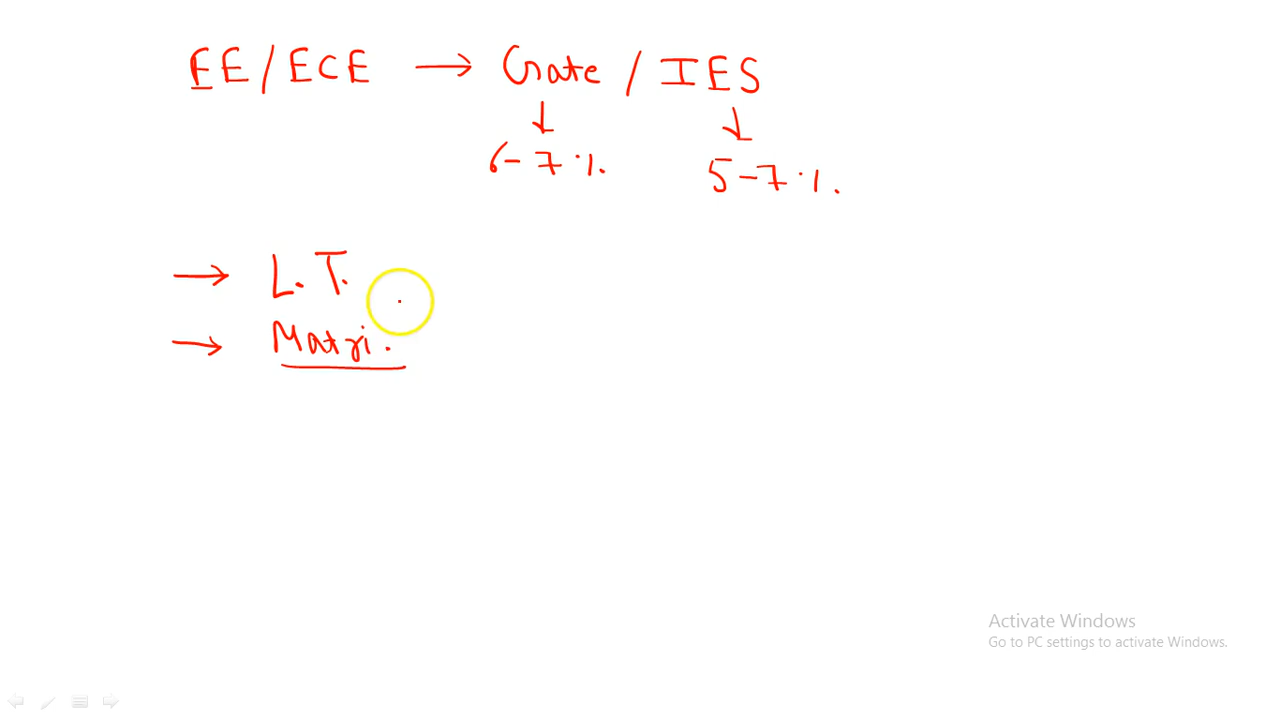 EE/ECE → Gate / IES
↓ ↓
6-7%. 5-7%.
→ L.T.
→ Matri.
Activate Windows
Go to PC settings to activate Windows.